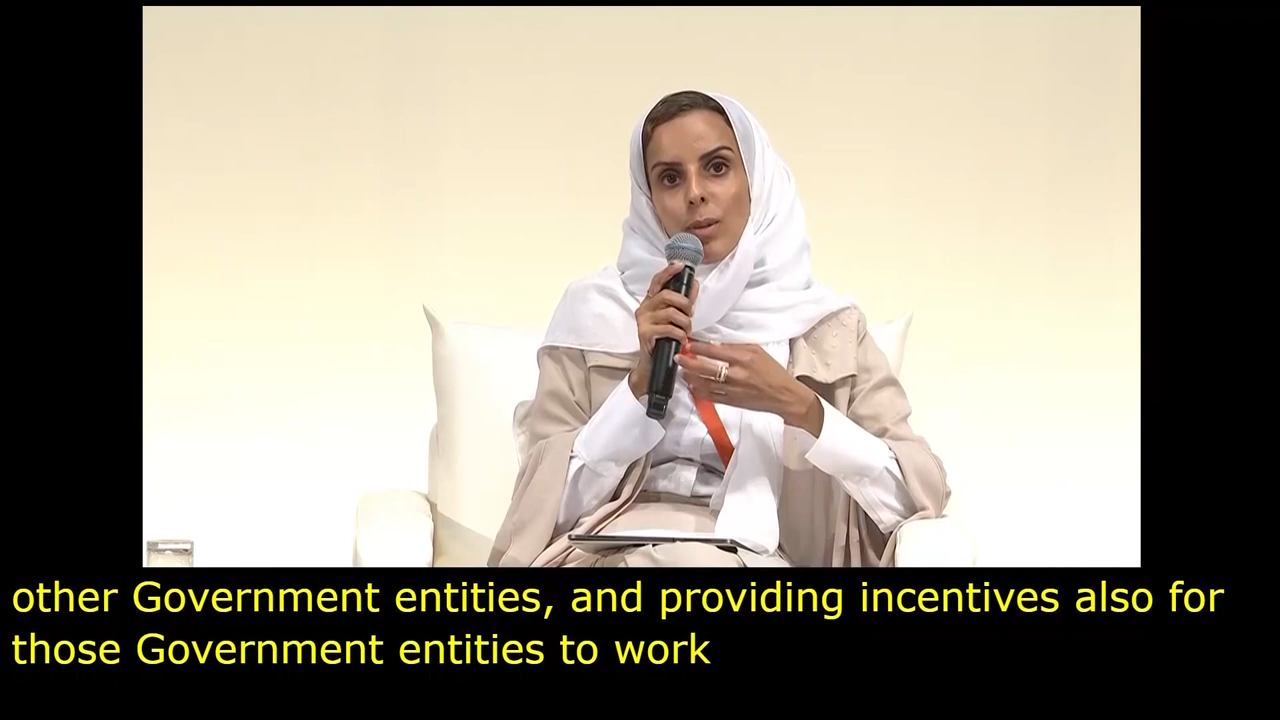 other Government entities, and providing incentives also for
those Government entities to work